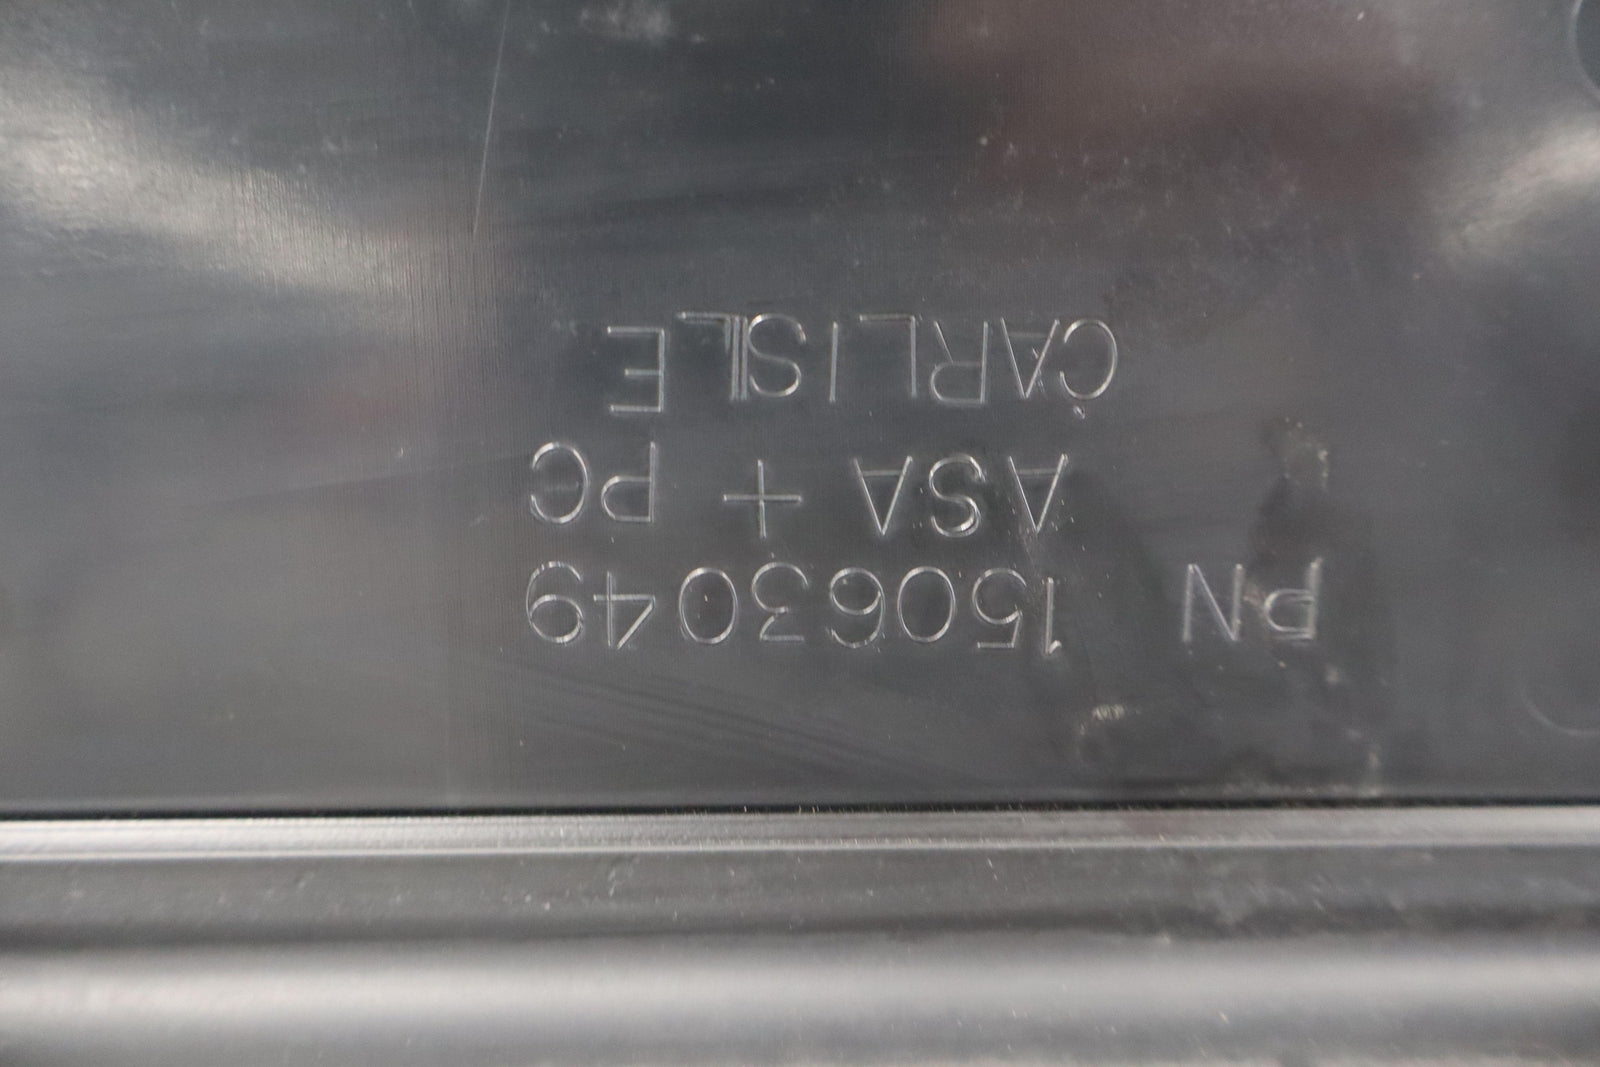 PN 15063049
ASA + PC
CARLISLE